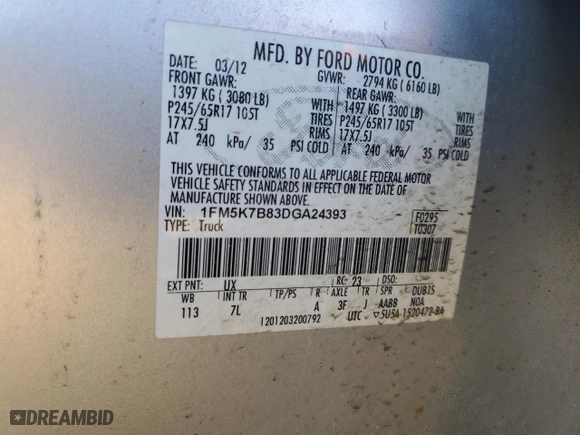 MFD. BY FORD MOTOR CO.
DATE: 03/12 GVWR: 2794 KG ( 6160 LB)
FRONT GAWR: REAR GAWR:
1397 KG ( 3080 LB) WITH 1497 KG ( 3300 LB) WITH
P245/65R17 105T TIRES P245/65R17 105T TIRES
17X7.5J RIMS 17X7.5J RIMS
AT 240 kPa/ 35 PSI COLD AT 240 kPa/ 35 PSI COLD
THIS VEHICLE CONFORMS TO ALL APPLICABLE FEDERAL MOTOR
VEHICLE SAFETY STANDARDS IN EFFECT ON THE DATE OF
MANUFACTURE SHOWN ABOVE.
VIN: 1FM5K7B83DGA24393 F0295
TYPE: Truck T0307
EXT PNT: UX RC: 23 DSO:
WB INT TR TP/PS R AXLE TR SPR DUBIS
113 7L A 3F J AABB NOA
1201203200792 UTC ▽5U5A-1520472-BA
DREAMBID